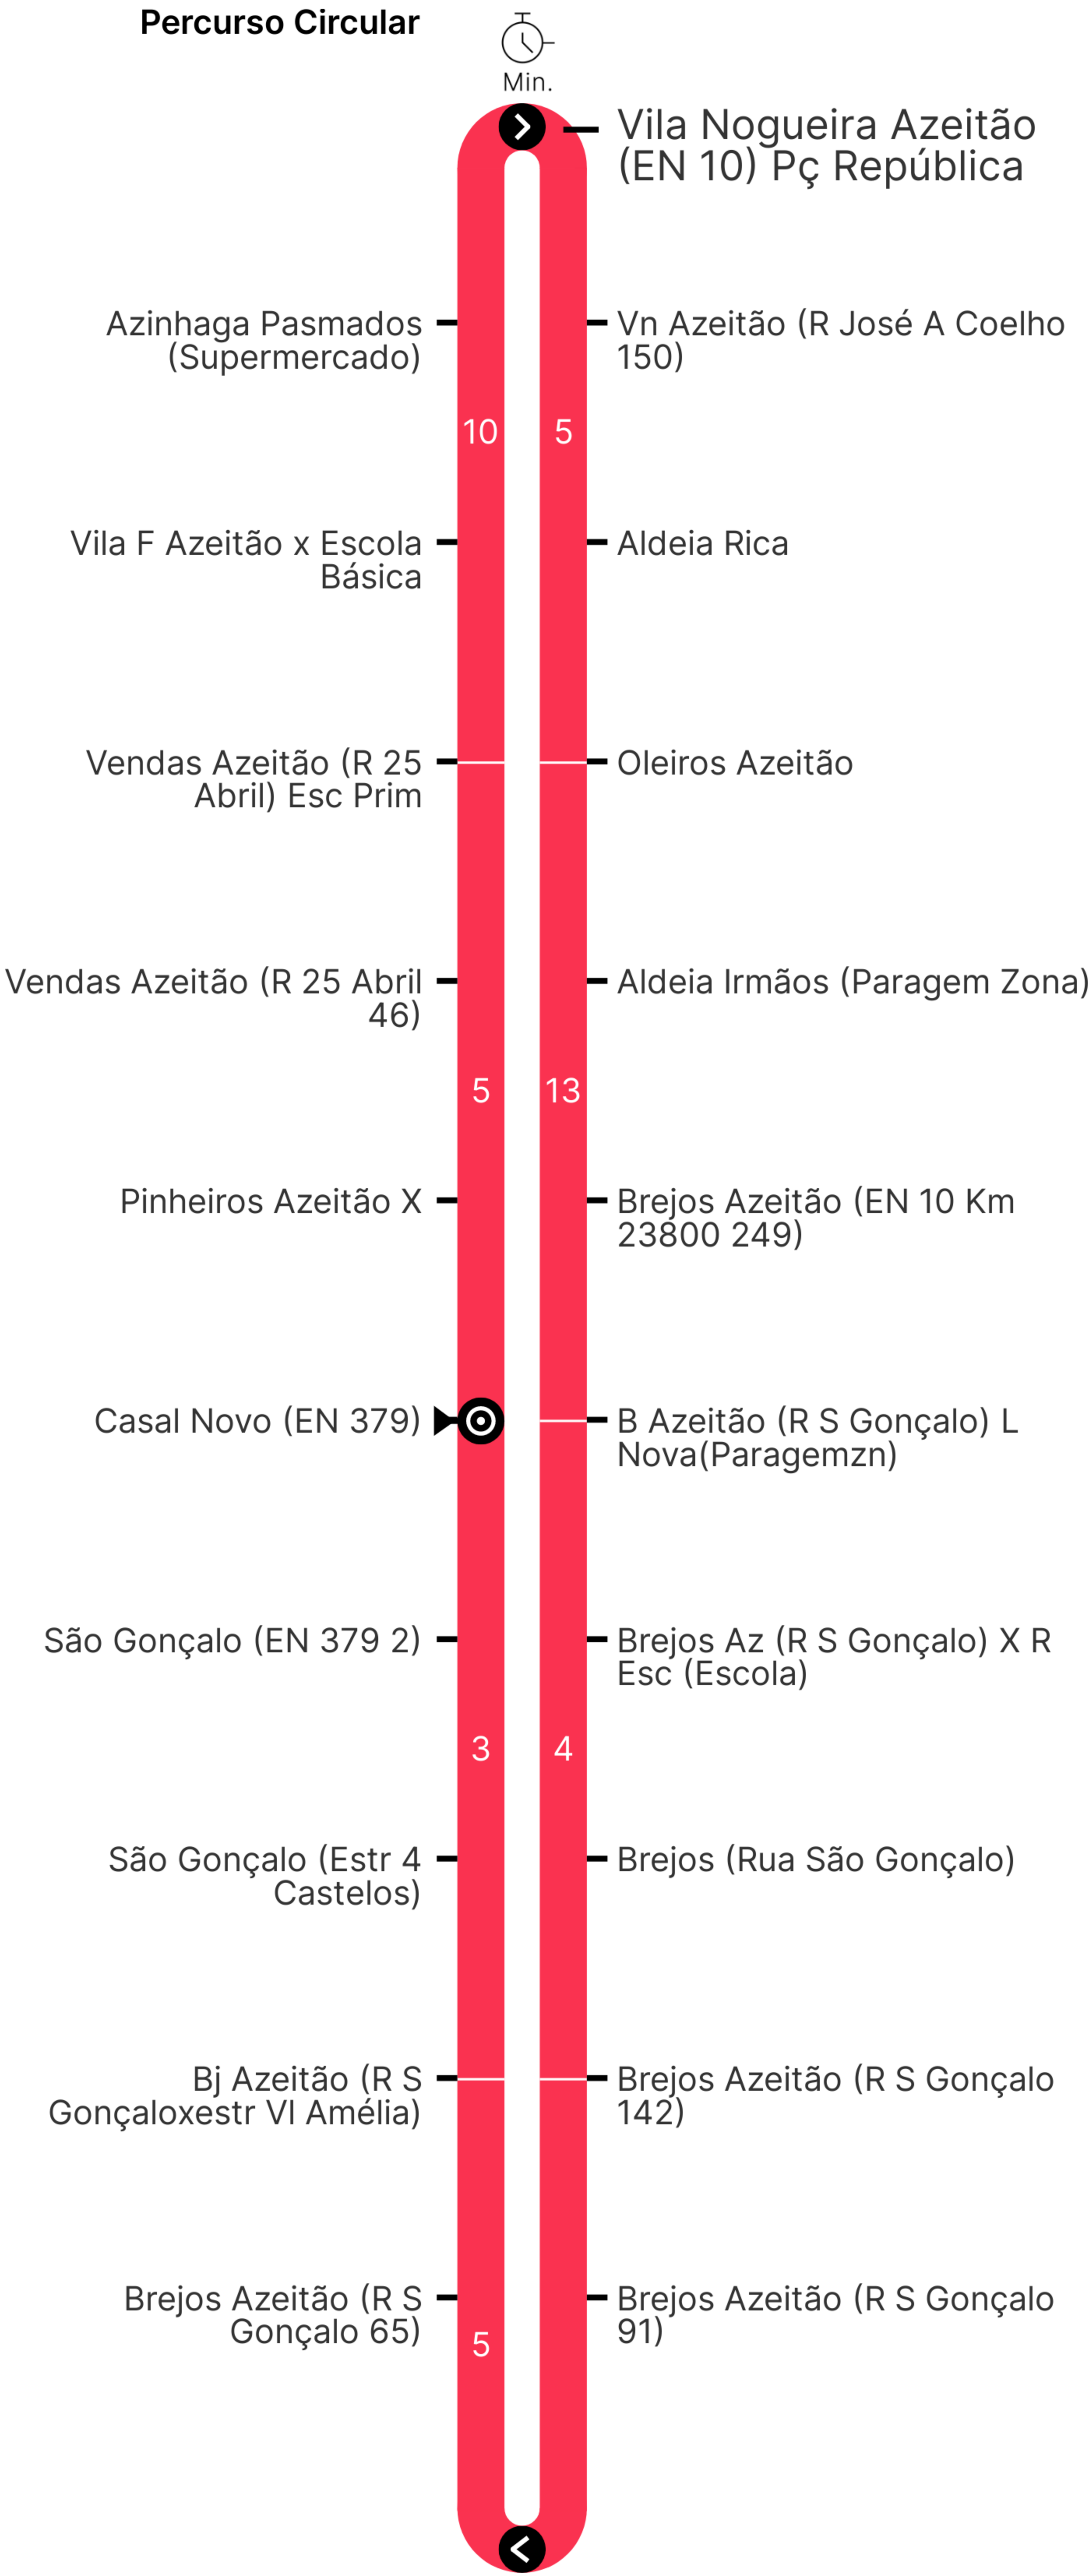 Percurso Circular
Min.
Vila Nogueira Azeitão
(EN 10) Pç República
Azinhaga Pasmados
(Supermercado)
Vn Azeitão (R José A Coelho
150)
10
5
Vila F Azeitão x Escola
Básica
Aldeia Rica
Vendas Azeitão (R 25
Abril) Esc Prim
Oleiros Azeitão
Vendas Azeitão (R 25 Abril
46)
Aldeia Irmãos (Paragem Zona)
5
13
Pinheiros Azeitão X
Brejos Azeitão (EN 10 Km
23800 249)
Casal Novo (EN 379)
B Azeitão (R S Gonçalo) L
Nova(Paragemzn)
São Gonçalo (EN 379 2)
Brejos Az (R S Gonçalo) X R
Esc (Escola)
3
4
São Gonçalo (Estr 4
Castelos)
Brejos (Rua São Gonçalo)
Bj Azeitão (R S
Gonçaloxestr Vl Amélia)
Brejos Azeitão (R S Gonçalo
142)
Brejos Azeitão (R S
Gonçalo 65)
Brejos Azeitão (R S Gonçalo
91)
5